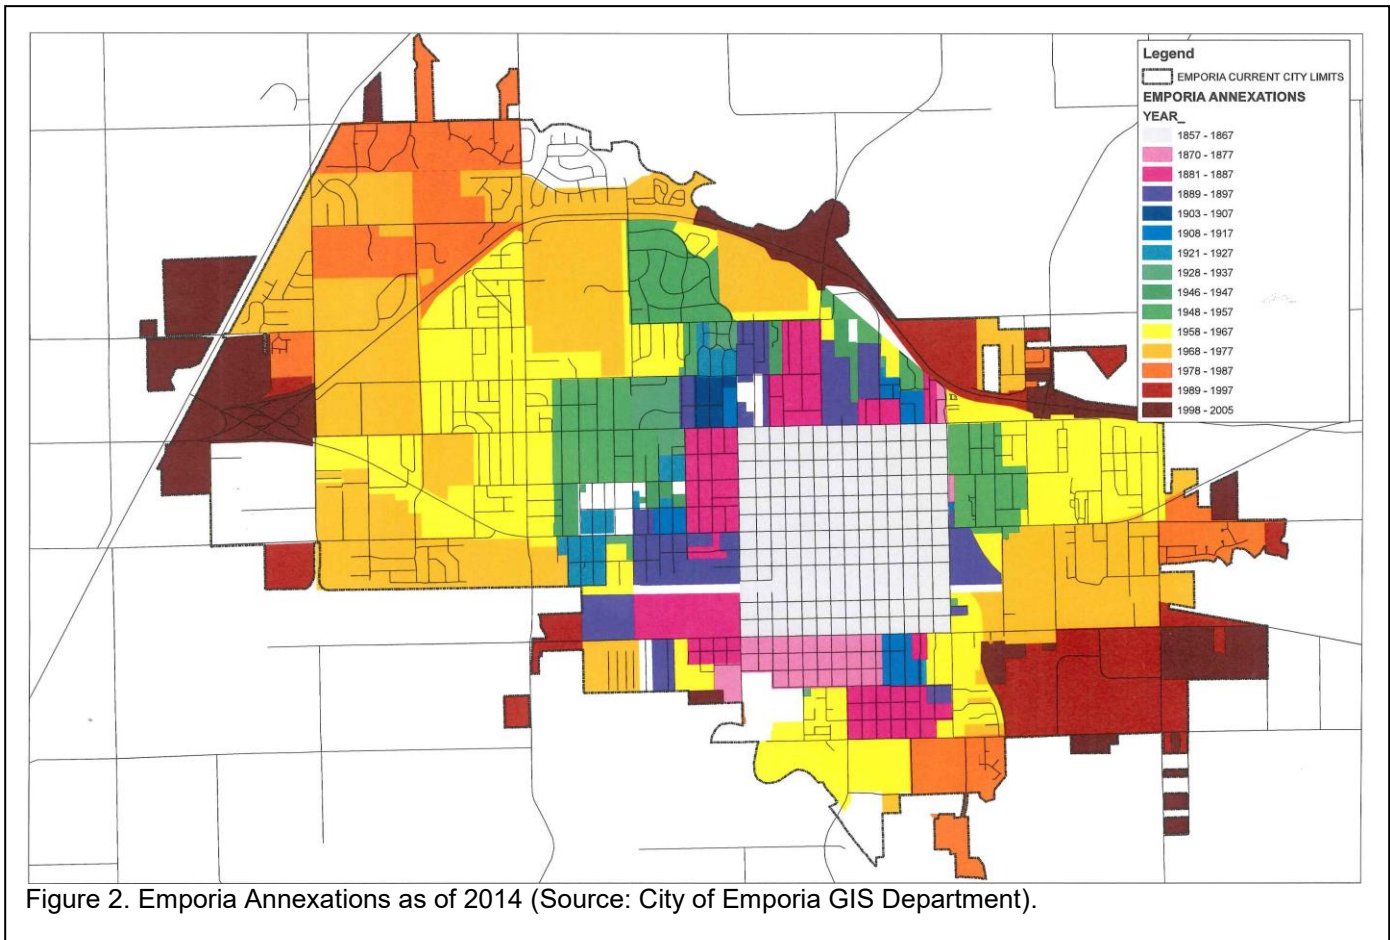 Legend
EMPORIA CURRENT CITY LIMITS
EMPORIA ANNEXATIONS
YEAR_
1857 - 1867
1870 - 1877
1881 - 1887
1889 - 1897
1903 - 1907
1908 - 1917
1921 - 1927
1928 - 1937
1946 - 1947
1948 - 1957
1958 - 1967
1968 - 1977
1978 - 1987
1989 - 1997
1998 - 2005
Figure 2. Emporia Annexations as of 2014 (Source: City of Emporia GIS Department).